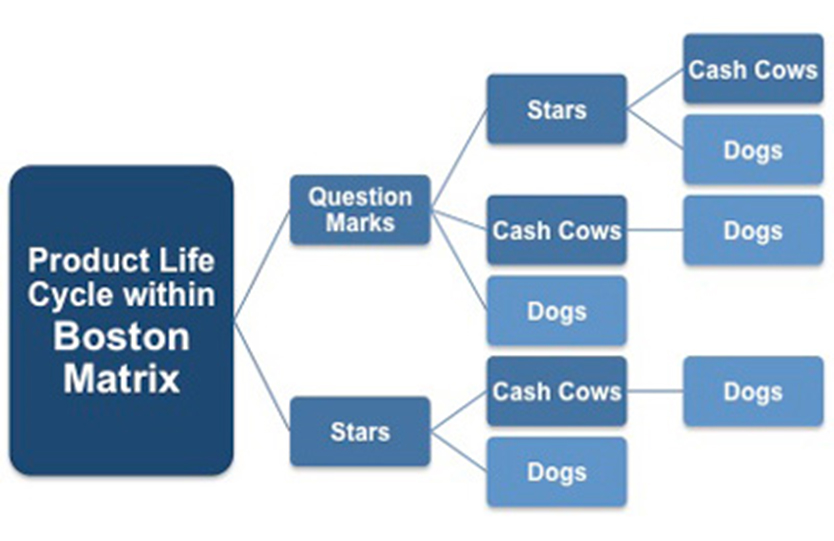 Product Life
Cycle within
Boston
Matrix
Question
Marks
Stars
Cash Cows
Dogs
Cash Cows
Dogs
Dogs
Stars
Cash Cows
Dogs
Dogs